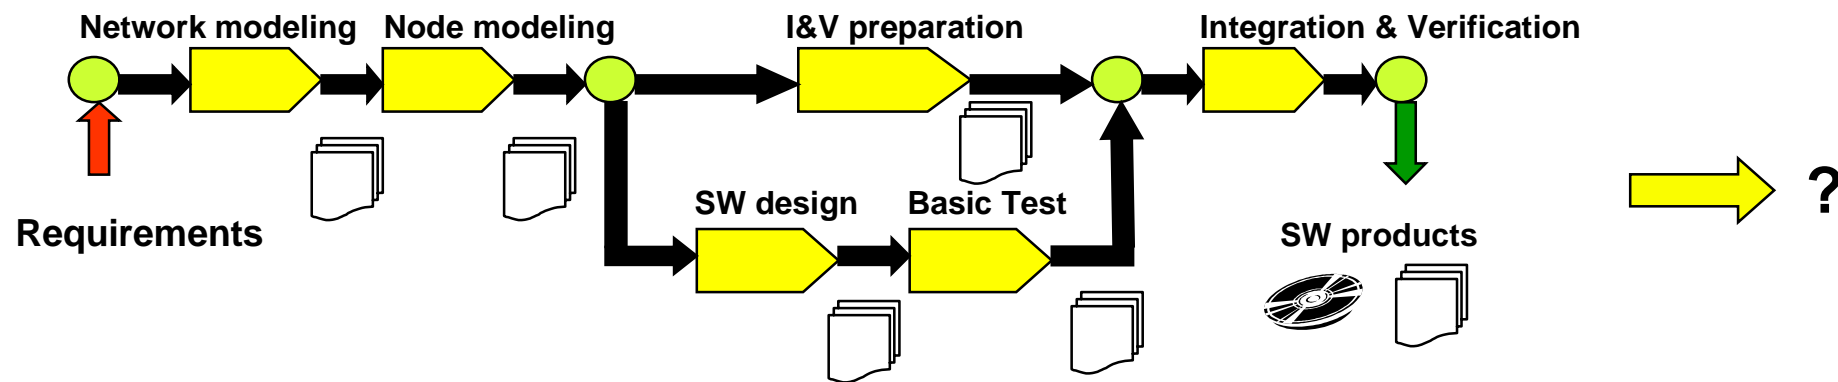 Network modeling
Node modeling
I&V preparation
Integration & Verification
SW design
Basic Test
?
Requirements
SW products